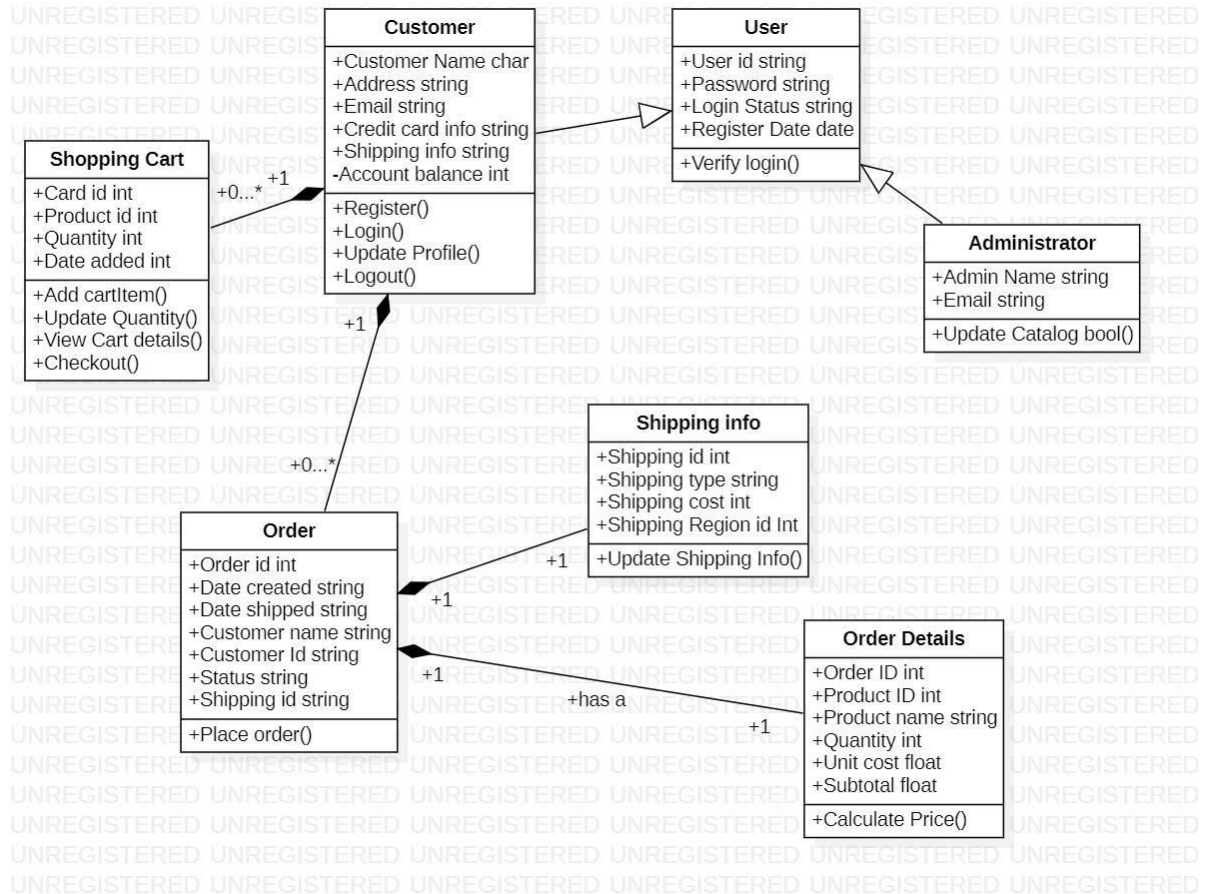 Customer
+Customer Name char
+Address string
+Email string
+Credit card info string
+Shipping info string
-Account balance int
+Register()
+Login()
+Update Profile()
+Logout()
User
+User id string
+Password string
+Login Status string
+Register Date date
+Verify login()
Shopping Cart
+Card id int
+Product id int
+Quantity int
+Date added int
+Add cartItem()
+Update Quantity()
+View Cart details()
+Checkout()
+0...*
+1
Administrator
+Admin Name string
+Email string
+Update Catalog bool()
+1
+0...*
Shipping info
+Shipping id int
+Shipping type string
+Shipping cost int
+Shipping Region id Int
+Update Shipping Info()
Order
+Order id int
+Date created string
+Date shipped string
+Customer name string
+Customer Id string
+Status string
+Shipping id string
+Place order()
+1
+1
+1
+has a
+1
Order Details
+Order ID int
+Product ID int
+Product name string
+Quantity int
+Unit cost float
+Subtotal float
+Calculate Price()
UNREGISTERED UNREGISTERED UNREGISTERED UNREGISTERED UNREGISTERED UNREGISTERED